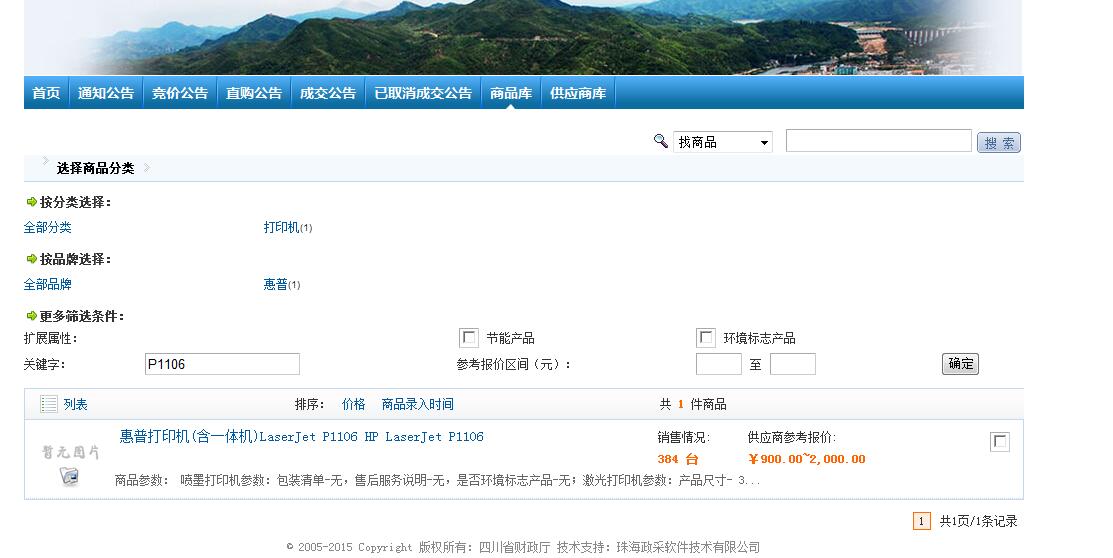 首页 通知公告 竞价公告 直购公告 成交公告 已取消成交公告 商品库 供应商库
找商品 搜 索
选择商品分类
按分类选择:
全部分类 打印机(1)
按品牌选择:
全部品牌 惠普(1)
更多筛选条件:
扩展属性: 节能产品 环境标志产品
关键字: P1106 参考报价区间（元）: 至 确定
列表 排序: 价格 商品录入时间 共 1 件商品
惠普打印机(含一体机)LaserJet P1106 HP LaserJet P1106 销售情况: 供应商参考报价:
暂无图片 384 台 ￥900.00~2,000.00
商品参数: 喷墨打印机参数: 包装清单-无, 售后服务说明-无, 是否环境标志产品-无; 激光打印机参数: 产品尺寸- 3...
1 共1页/1条记录
© 2005-2015 Copyright 版权所有: 四川省财政厅 技术支持: 珠海政采软件技术有限公司